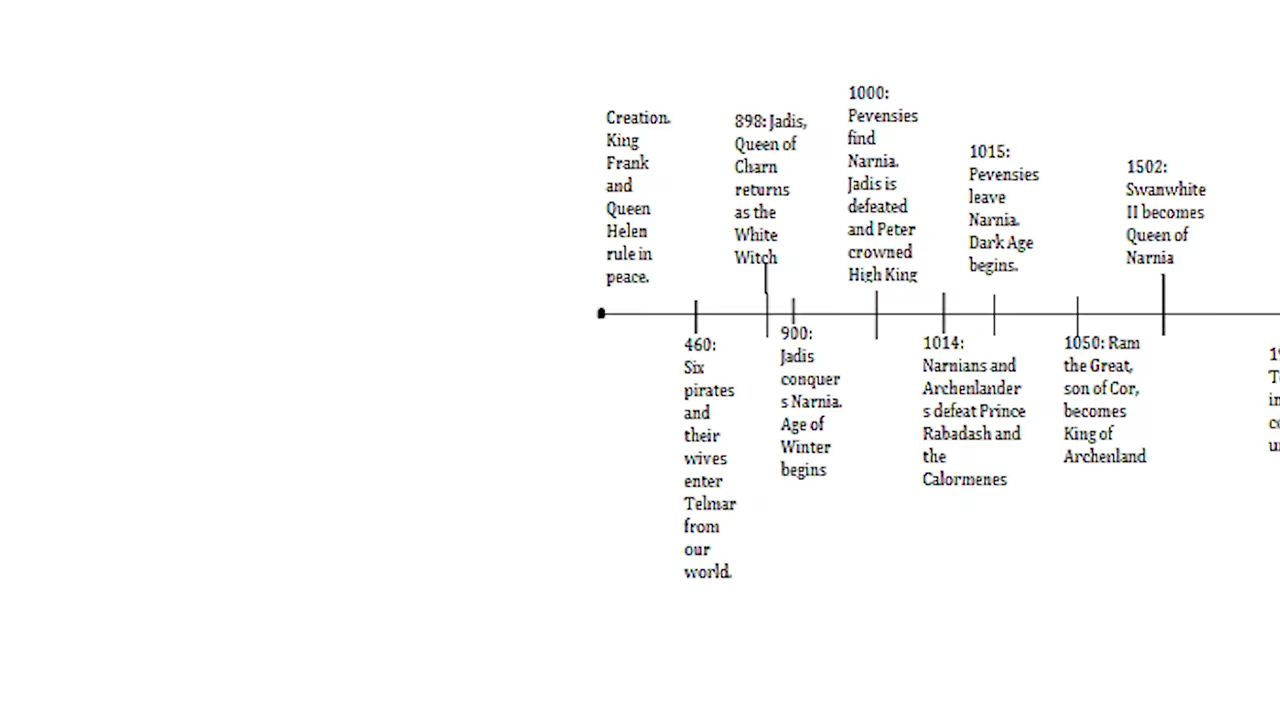 Creation.
King
Frank
and
Queen
Helen
rule in
peace.
460:
Six
pirates
and
their
wives
enter
Telmar
from
our
world.
898: Jadis,
Queen of
Charn
returns
as the
White
Witch
900:
Jadis
conquer
s Narnia.
Age of
Winter
begins
1000:
Pevensies
find
Narnia.
Jadis is
defeated
and Peter
crowned
High King
1014:
Narnians and
Archenlander
s defeat Prince
Rabadash and
the
Calormenes
1015:
Pevensies
leave
Narnia.
Dark Age
begins.
1050: Ram
the Great,
son of Cor,
becomes
King of
Archenland
1502:
Swanwhite
II becomes
Queen of
Narnia